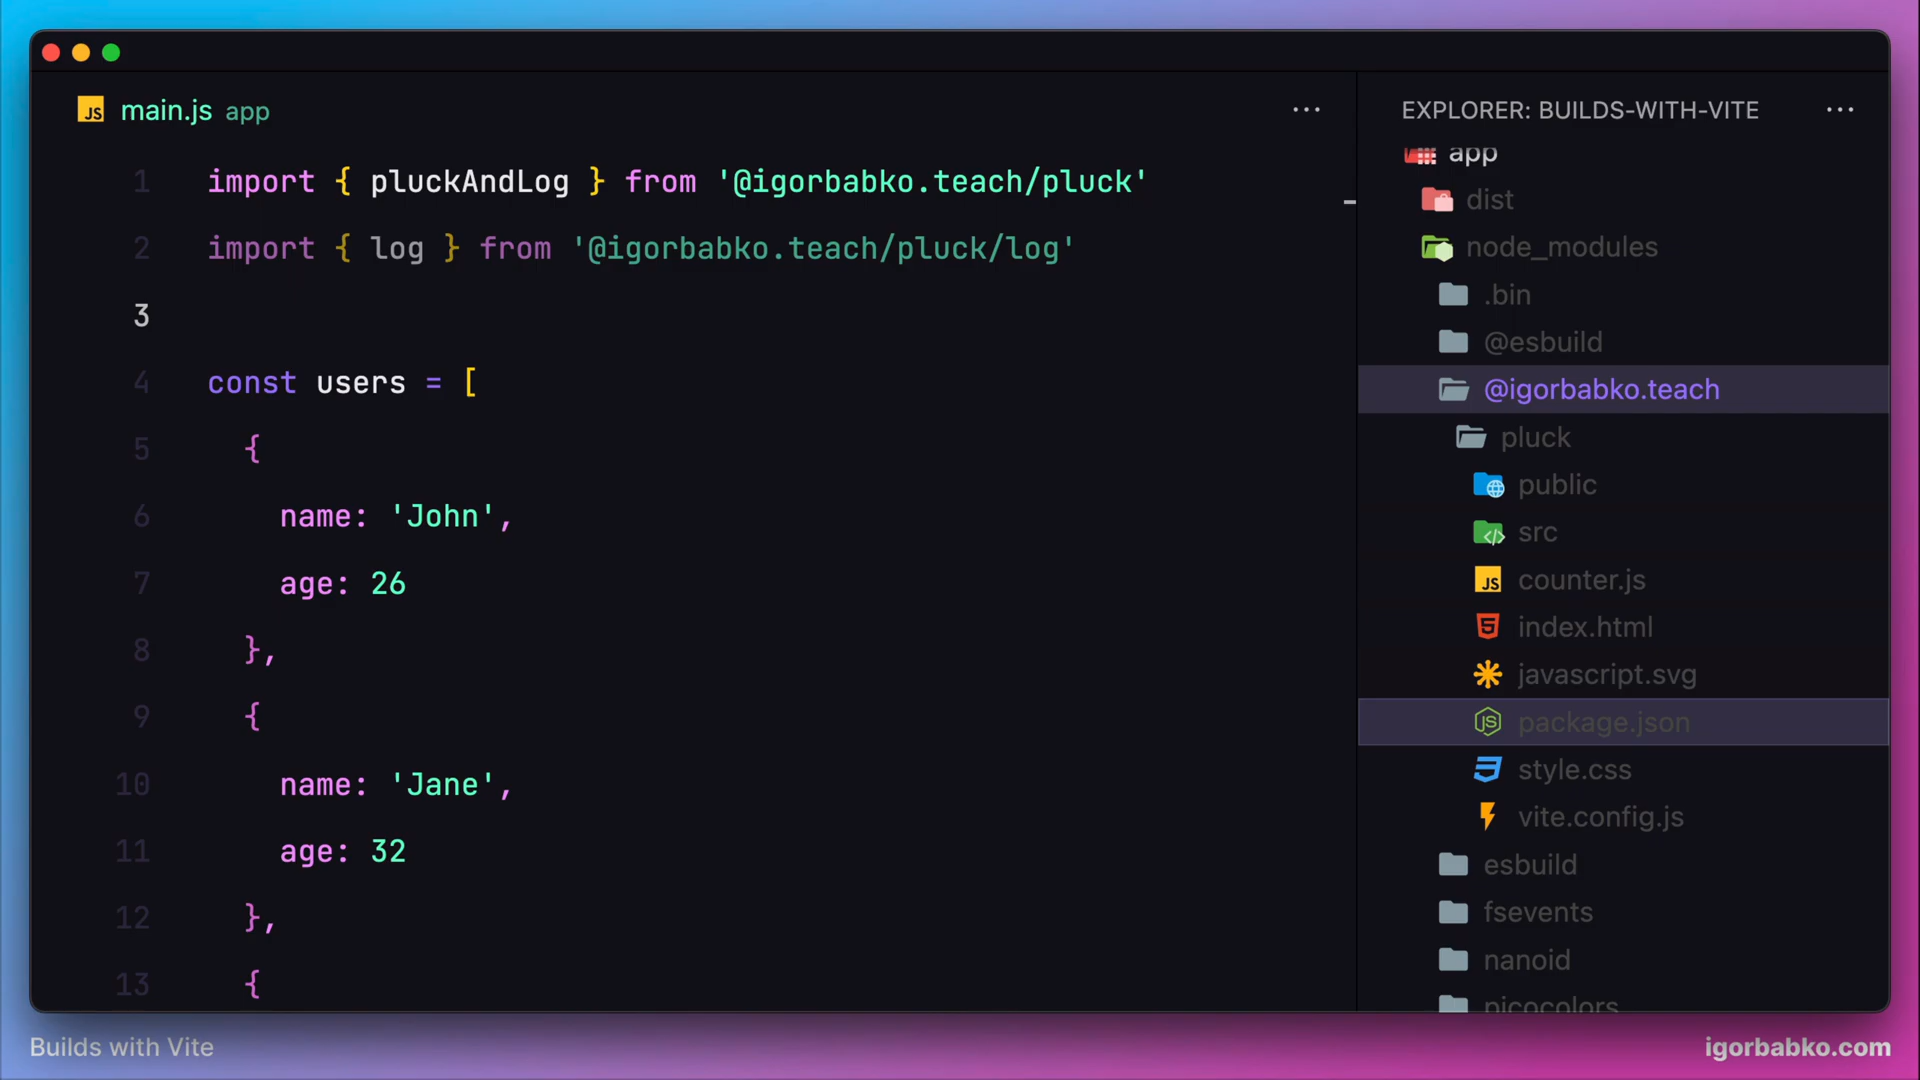 main.js app
1 import { pluckAndLog } from '@igorbabko.teach/pluck'
2 import { log } from '@igorbabko.teach/pluck/log'
3
4 const users = [
5 {
6 name: 'John',
7 age: 26
8 },
9 {
10 name: 'Jane',
11 age: 32
12 },
13 {
EXPLORER: BUILDS-WITH-VITE
app
dist
node_modules
.bin
@esbuild
@igorbabko.teach
pluck
public
src
counter.js
index.html
javascript.svg
package.json
style.css
vite.config.js
esbuild
fsevents
nanoid
picocolors
Builds with Vite
igorbabko.com